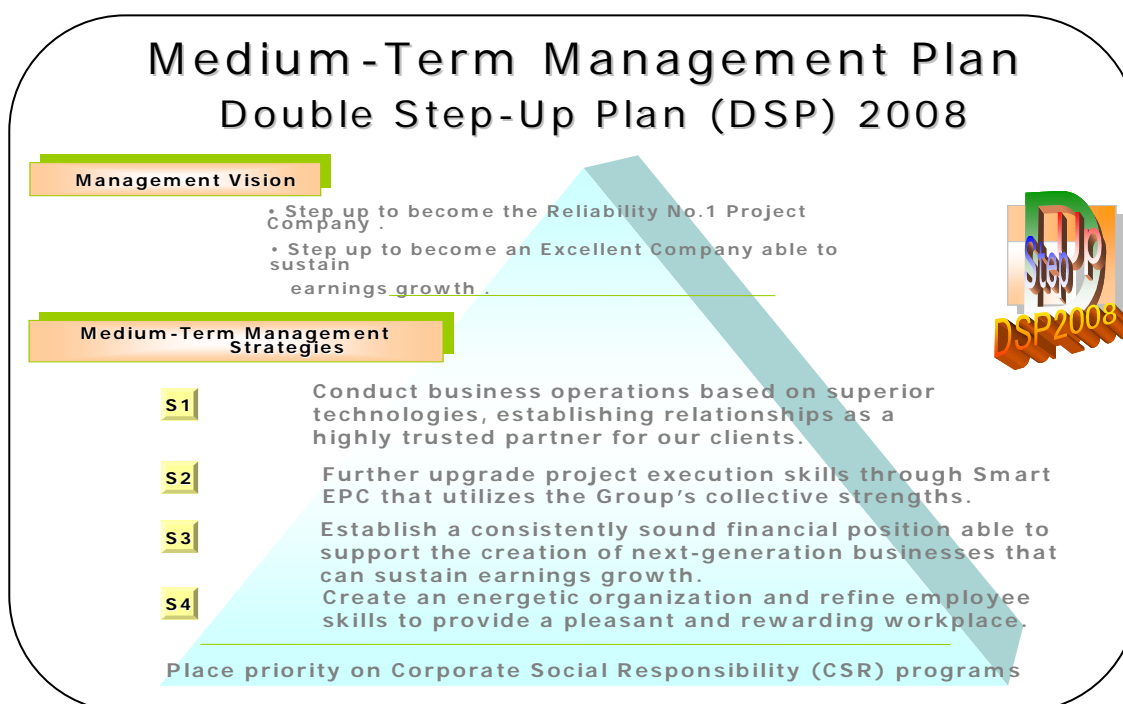 Medium-Term Management Plan
Double Step-Up Plan (DSP) 2008
Management Vision
• Step up to become the Reliability No.1 Project
Company .
• Step up to become an Excellent Company able to
sustain
earnings growth .
Medium-Term Management
Strategies
S1
Conduct business operations based on superior
technologies, establishing relationships as a
highly trusted partner for our clients.
S2
Further upgrade project execution skills through Smart
EPC that utilizes the Group's collective strengths.
S3
Establish a consistently sound financial position able to
support the creation of next-generation businesses that
can sustain earnings growth.
S4
Create an energetic organization and refine employee
skills to provide a pleasant and rewarding workplace.
Place priority on Corporate Social Responsibility (CSR) programs
D
Step
Up
DSP2008